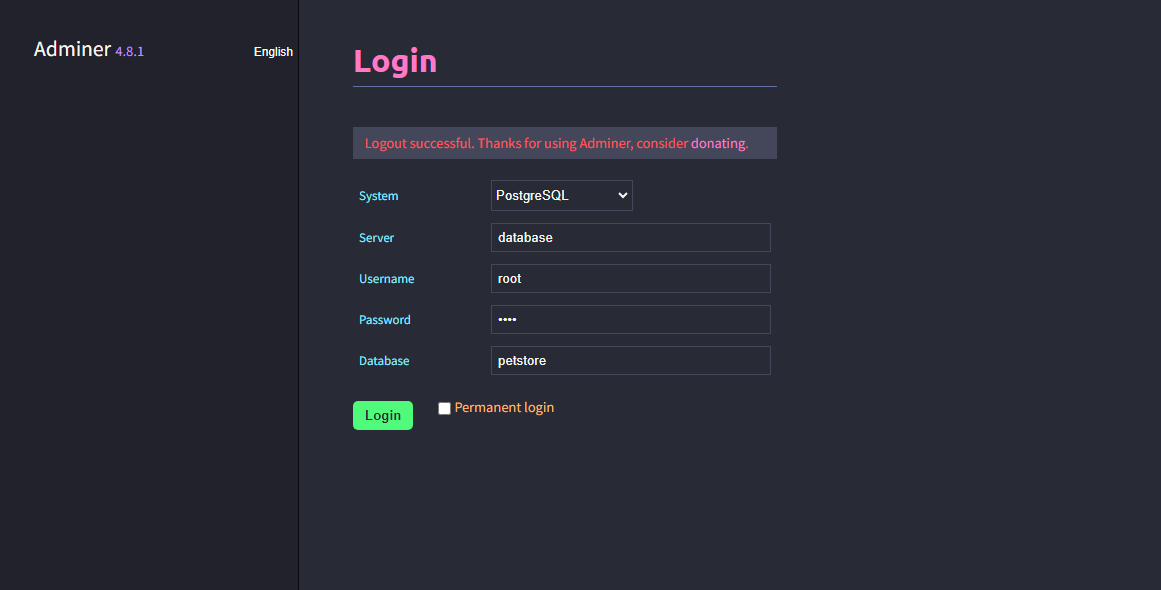 Adminer 4.8.1
English
Login
Logout successful. Thanks for using Adminer, consider donating.
System PostgreSQL
Server database
Username root
Password ••••
Database petstore
Login Permanent login